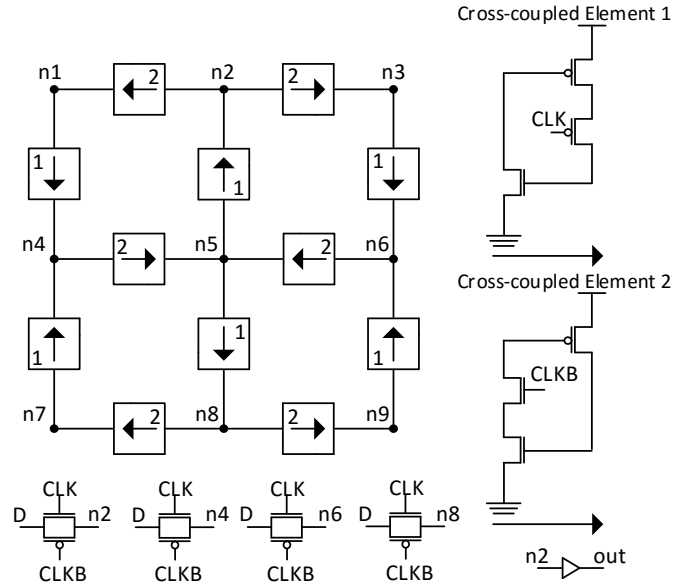 Cross-coupled Element 1
n1
n2
n3
2
2
CLK
1
1
1
n4
n5
n6
2
2
Cross-coupled Element 2
1
1
1
CLKB
n7
n8
n9
2
2
CLK
CLK
CLK
CLK
D
n2
D
n4
D
n6
D
n8
CLKB
CLKB
CLKB
CLKB
n2
out